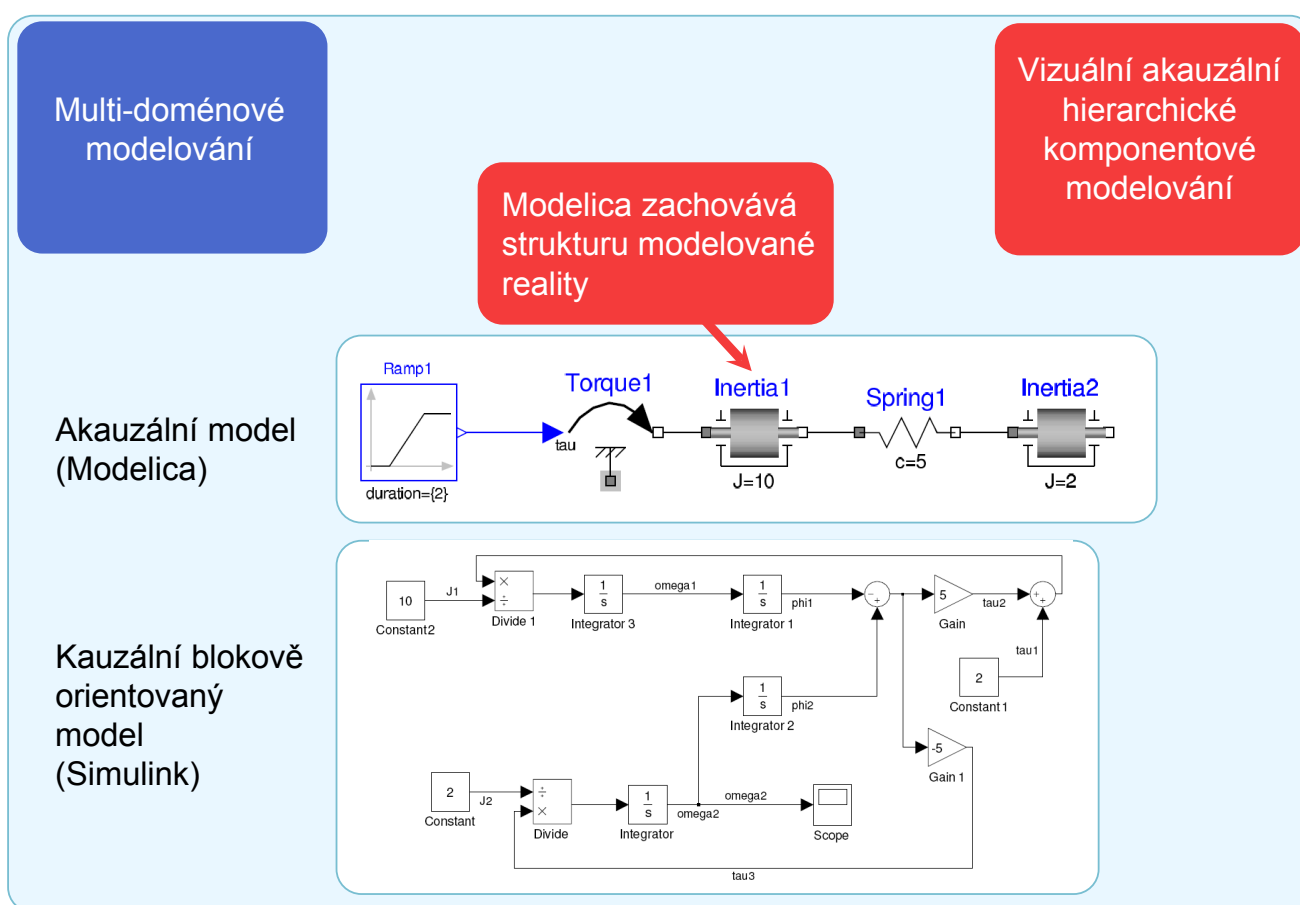 Multi-doménové
modelování
Vizuální akauzální
hierarchické
komponentové
modelování
Modelica zachovává
strukturu modelované
reality
Akauzální model
(Modelica)
Ramp1
duration={2}
Torque1
tau
Inertia1
J=10
Spring1
c=5
Inertia2
J=2
Kauzální blokově
orientovaný
model
(Simulink)
10
Constant2
J1
×
÷
Divide 1
1
s
Integrator 3
omega1
1
s
Integrator 1
phi1
-
+
5
Gain
tau2
+
+
tau1
2
Constant 1
1
s
Integrator 2
phi2
-5
Gain 1
2
Constant
J2
÷
×
Divide
1
s
Integrator
omega2
omega2
Scope
tau3